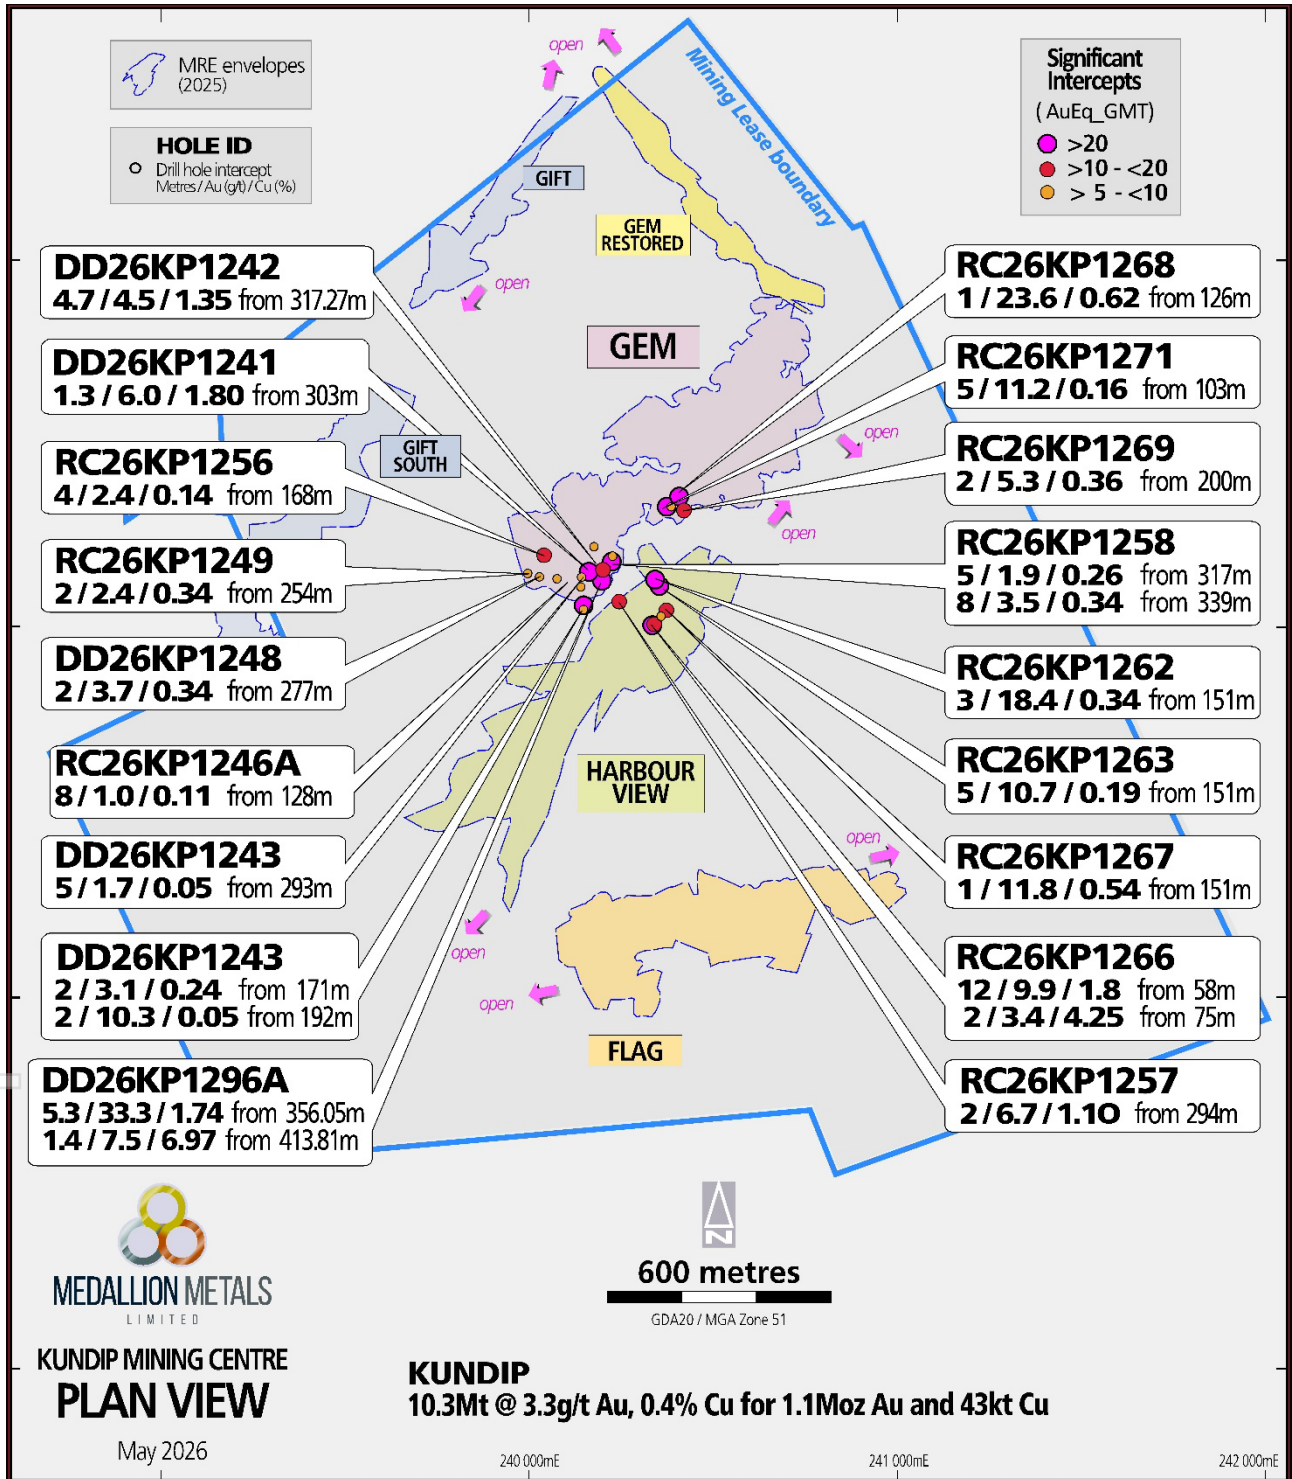 open
MRE envelopes
(2025)
HOLE ID
Drill hole intercept
Metres / Au (g/t) / Cu (%)
Mining Lease boundary
Significant
Intercepts
( AuEq_GMT)
>20
>10 - <20
> 5 - <10
GIFT
GEM
RESTORED
open
GEM
open
GIFT
SOUTH
open
DD26KP1242
4.7 / 4.5 / 1.35 from 317.27m
DD26KP1241
1.3 / 6.0 / 1.80 from 303m
RC26KP1256
4 / 2.4 / 0.14 from 168m
RC26KP1249
2 / 2.4 / 0.34 from 254m
DD26KP1248
2 / 3.7 / 0.34 from 277m
RC26KP1246A
8 / 1.0 / 0.11 from 128m
DD26KP1243
5 / 1.7 / 0.05 from 293m
DD26KP1243
2 / 3.1 / 0.24 from 171m
2 / 10.3 / 0.05 from 192m
DD26KP1296A
5.3 / 33.3 / 1.74 from 356.05m
1.4 / 7.5 / 6.97 from 413.81m
RC26KP1268
1 / 23.6 / 0.62 from 126m
RC26KP1271
5 / 11.2 / 0.16 from 103m
RC26KP1269
2 / 5.3 / 0.36 from 200m
RC26KP1258
5 / 1.9 / 0.26 from 317m
8 / 3.5 / 0.34 from 339m
RC26KP1262
3 / 18.4 / 0.34 from 151m
RC26KP1263
5 / 10.7 / 0.19 from 151m
RC26KP1267
1 / 11.8 / 0.54 from 151m
RC26KP1266
12 / 9.9 / 1.8 from 58m
2 / 3.4 / 4.25 from 75m
RC26KP1257
2 / 6.7 / 1.10 from 294m
HARBOUR
VIEW
open
open
open
FLAG
MEDALLION METALS
LIMITED
KUNDIP MINING CENTRE
PLAN VIEW
May 2026
N
600 metres
GDA20 / MGA Zone 51
KUNDIP
10.3Mt @ 3.3g/t Au, 0.4% Cu for 1.1Moz Au and 43kt Cu
240 000mE
241 000mE
242 000mE